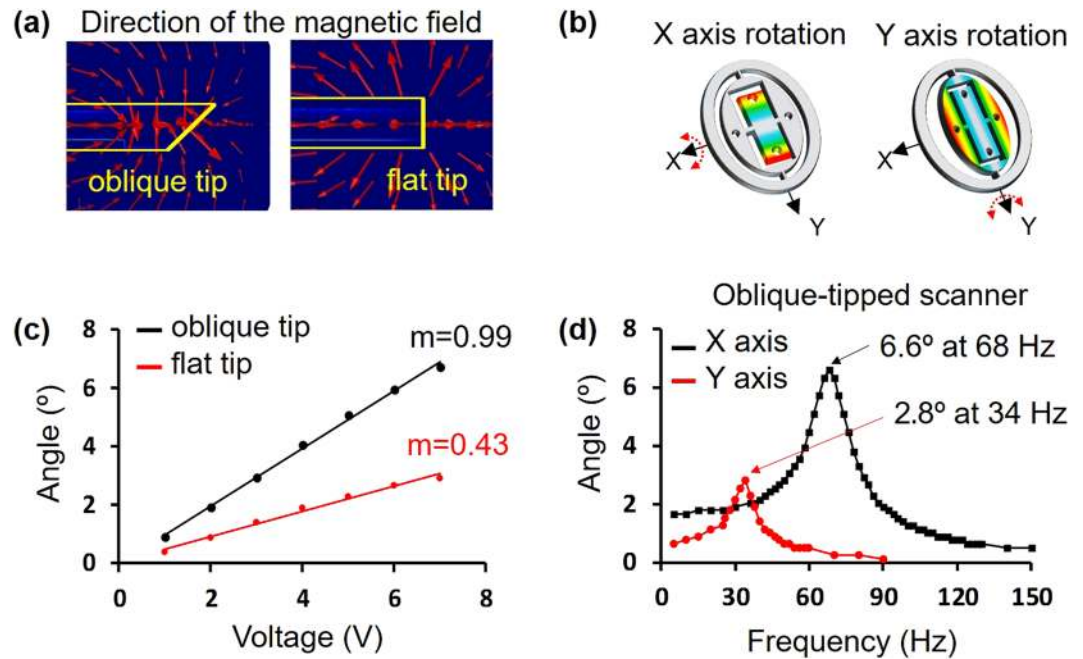 (a) Direction of the magnetic field
oblique tip
flat tip
(b)
X axis rotation
Y axis rotation
X
Y
X
Y
(c)
oblique tip
flat tip
m=0.99
m=0.43
Angle (º)
8
6
4
2
0
0 2 4 6 8
Voltage (V)
Oblique-tipped scanner
(d)
X axis
Y axis
6.6º at 68 Hz
2.8º at 34 Hz
Angle (º)
8
6
4
2
0
0 30 60 90 120 150
Frequency (Hz)